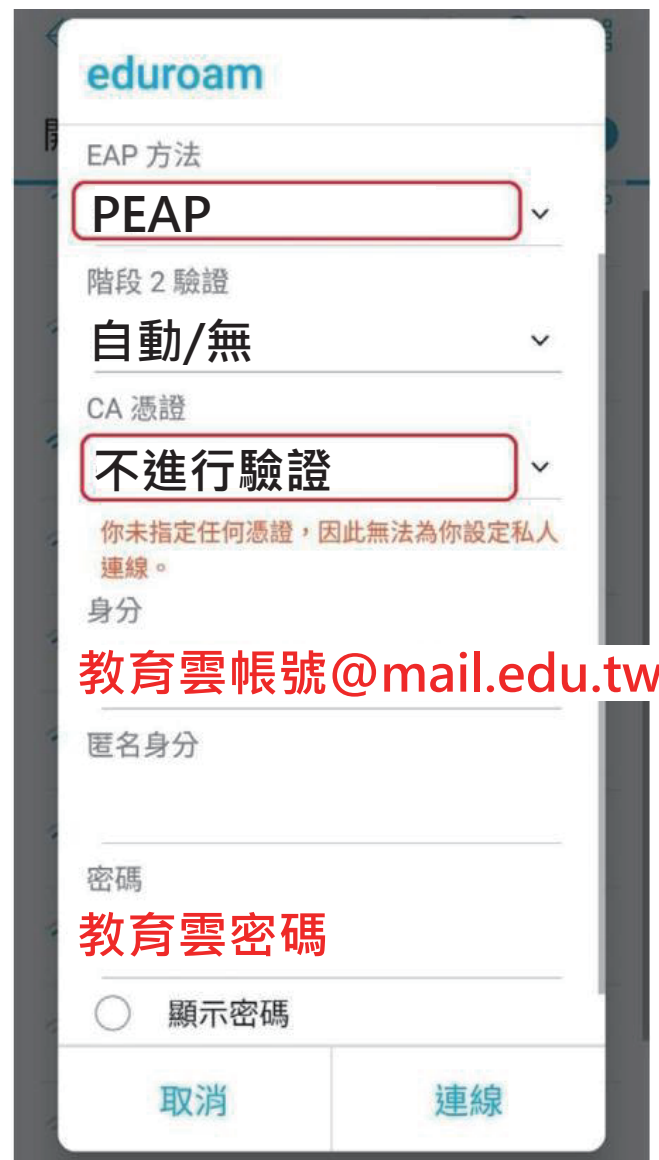 eduroam
開
EAP 方法
PEAP
階段 2 驗證
自動/無
CA 憑證
不進行驗證
你未指定任何憑證，因此無法為你設定私人
連線。
身分
教育雲帳號@mail.edu.tw
匿名身分
密碼
教育雲密碼
顯示密碼
取消
連線